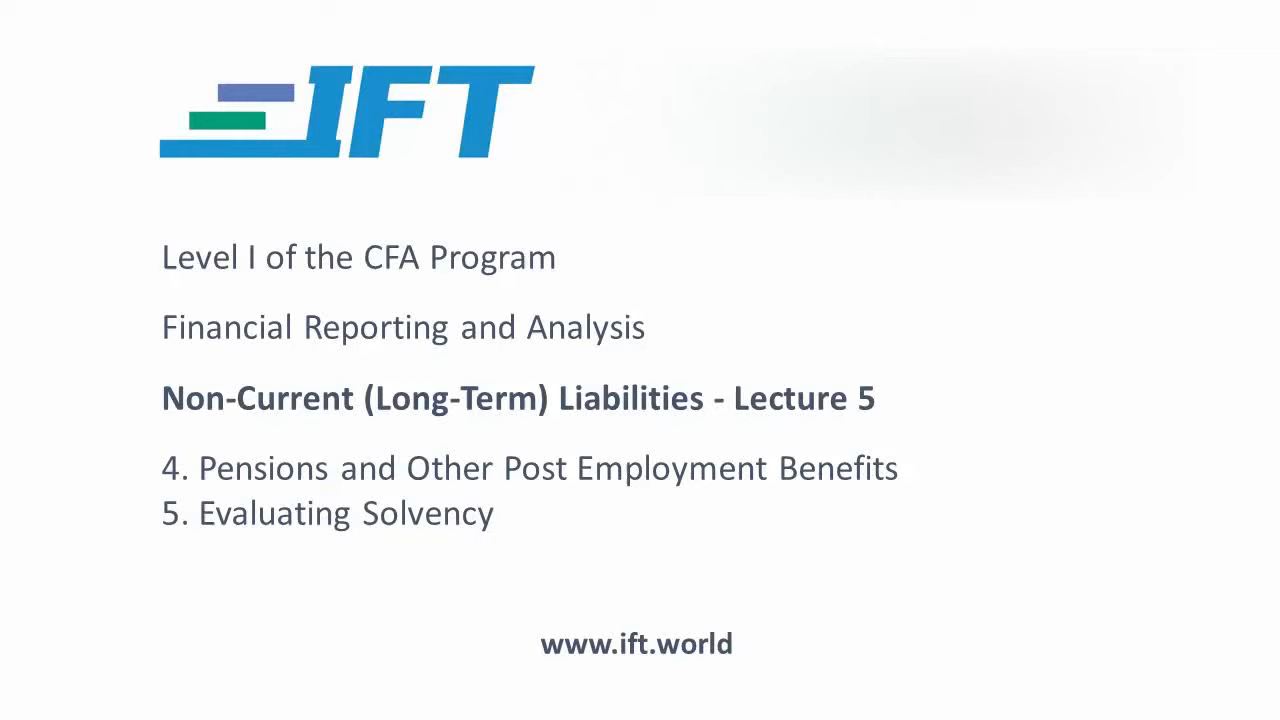 IFT
Level I of the CFA Program
Financial Reporting and Analysis
Non-Current (Long-Term) Liabilities - Lecture 5
4. Pensions and Other Post Employment Benefits
5. Evaluating Solvency
www.ift.world